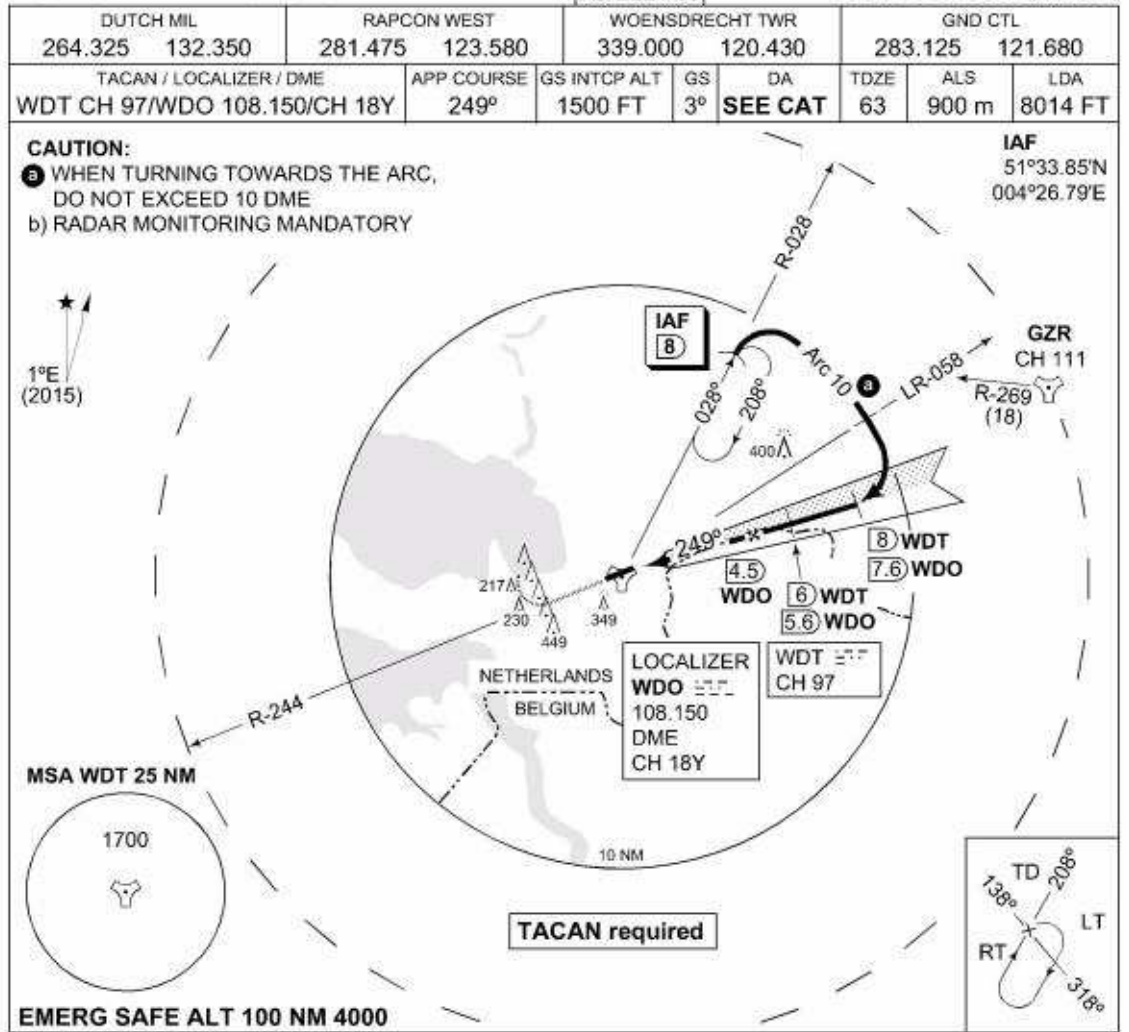 DUTCH MIL
264.325 132.350
RAPCON WEST
281.475 123.580
WOENSDRECHT TWR
339.000 120.430
GND CTL
283.125 121.680
TACAN / LOCALIZER / DME
WDT CH 97/WDO 108.150/CH 18Y
APP COURSE
249º
GS INTCP ALT
1500 FT
GS
3º
DA
SEE CAT
TDZE
63
ALS
900 m
LDA
8014 FT
CAUTION:
a WHEN TURNING TOWARDS THE ARC,
DO NOT EXCEED 10 DME
b) RADAR MONITORING MANDATORY
IAF
51º33.85'N
004º26.79'E
1ºE
(2015)
R-028
IAF
8
028º
208º
Arc 10
a
LR-058
GZR
CH 111
R-269
(18)
400
249º
8 WDT
7.6 WDO
4.5
WDO
6 WDT
5.6 WDO
217
230
449
349
R-244
NETHERLANDS
BELGIUM
LOCALIZER
WDO
108.150
DME
CH 18Y
WDT
CH 97
MSA WDT 25 NM
1700
10 NM
TACAN required
TD
208º
138º
LT
RT
318º
EMERG SAFE ALT 100 NM 4000